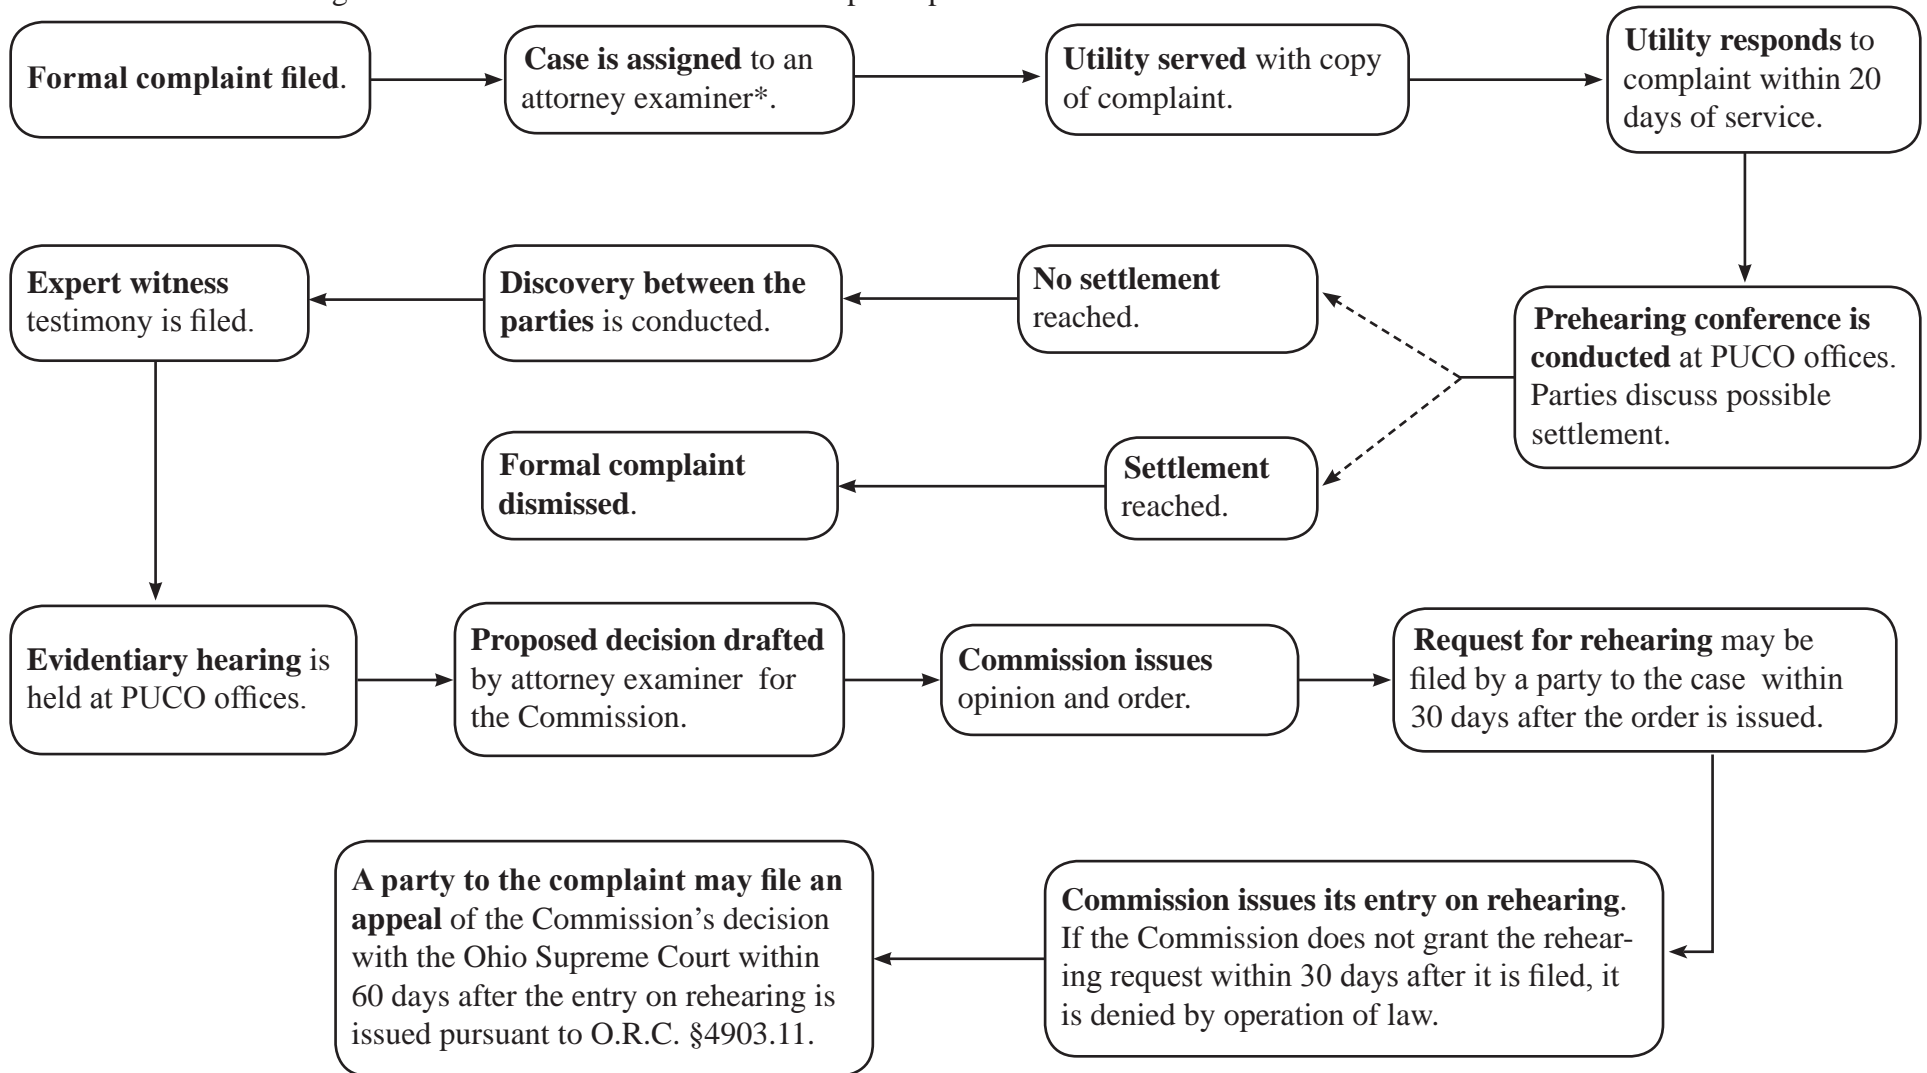 Formal complaint filed.
Case is assigned to an
attorney examiner*.
Utility served with copy
of complaint.
Utility responds to
complaint within 20
days of service.
Prehearing conference is
conducted at PUCO offices.
Parties discuss possible
settlement.
No settlement
reached.
Discovery between the
parties is conducted.
Expert witness
testimony is filed.
Settlement
reached.
Formal complaint
dismissed.
Evidentiary hearing is
held at PUCO offices.
Proposed decision drafted
by attorney examiner for
the Commission.
Commission issues
opinion and order.
Request for rehearing may be
filed by a party to the case within
30 days after the order is issued.
Commission issues its entry on rehearing.
If the Commission does not grant the rehear-
ing request within 30 days after it is filed, it
is denied by operation of law.
A party to the complaint may file an
appeal of the Commission’s decision
with the Ohio Supreme Court within
60 days after the entry on rehearing is
issued pursuant to O.R.C. §4903.11.